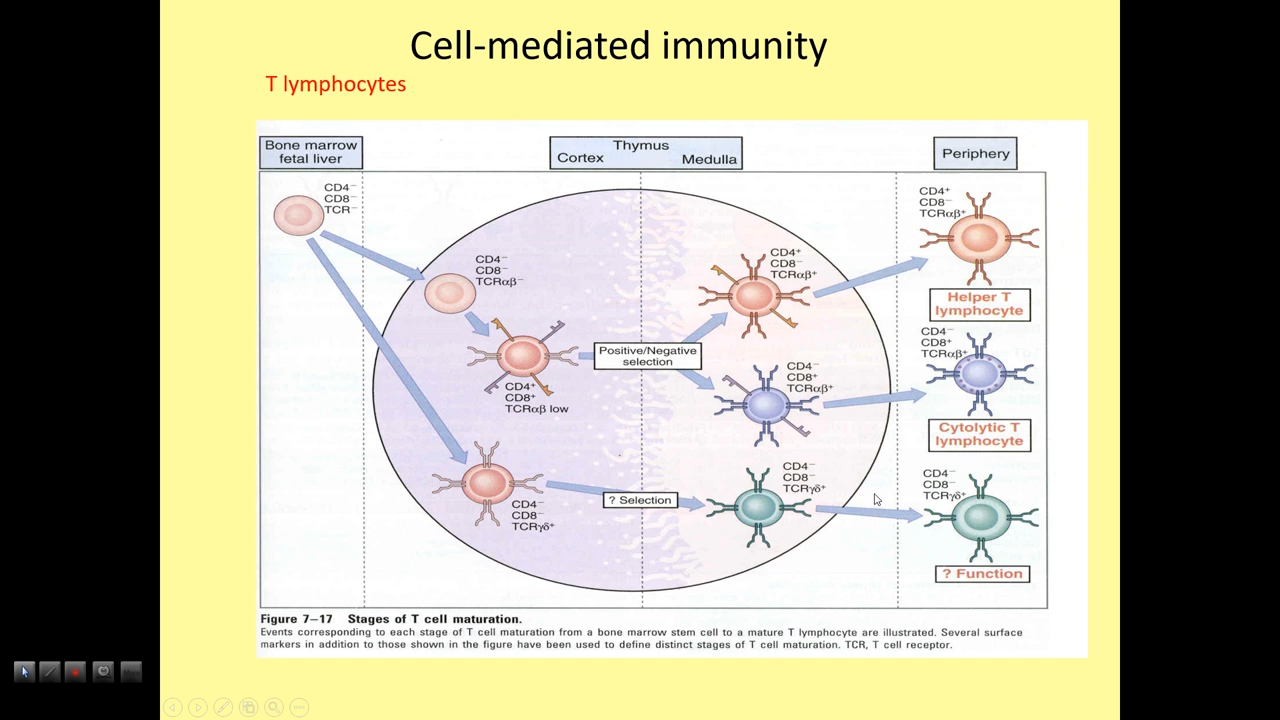 Cell-mediated immunity
T lymphocytes
Bone marrow
fetal liver
Thymus
Cortex Medulla
Periphery
CD4⁻
CD8⁻
TCR⁻
CD4⁻
CD8⁻
TCRαβ⁻
CD4⁺
CD8⁺
TCRαβ low
Positive/Negative
selection
CD4⁺
CD8⁻
TCRαβ⁺
CD4⁻
CD8⁺
TCRαβ⁺
CD4⁺
CD8⁻
TCRαβ⁺
Helper T
lymphocyte
CD4⁻
CD8⁺
TCRαβ⁺
Cytolytic T
lymphocyte
CD4⁻
CD8⁻
TCRγδ⁺
? Selection
CD4⁻
CD8⁻
TCRγδ⁺
CD4⁻
CD8⁻
TCRγδ⁺
? Function
Figure 7–17 Stages of T cell maturation.
Events corresponding to each stage of T cell maturation from a bone marrow stem cell to a mature T lymphocyte are illustrated. Several surface
markers in addition to those shown in the figure have been used to define distinct stages of T cell maturation. TCR, T cell receptor.